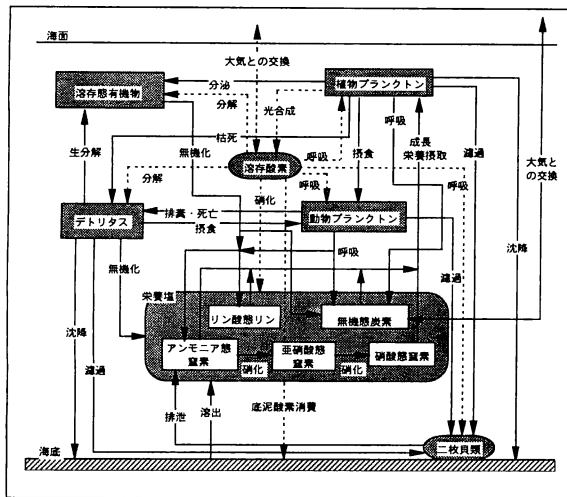 海面
大気との交換
溶存態有機物
分泌
植物プランクトン
分解
光合成
呼吸
成長
栄養摂取
濾過
枯死
生分解
無機化
呼吸
摂食
大気と
の交換
溶存酸素
分解
呼吸
呼吸
硝化
デトリタス
排糞・死亡
摂食
動物プランクトン
沈降
無機化
呼吸
濾過
栄養塩
リン酸態リン
無機態炭素
沈降
濾過
アンモニア態
窒素
亜硝酸態
窒素
硝酸態窒素
硝化
硝化
底泥酸素消費
排泄
溶出
海底
二枚貝類